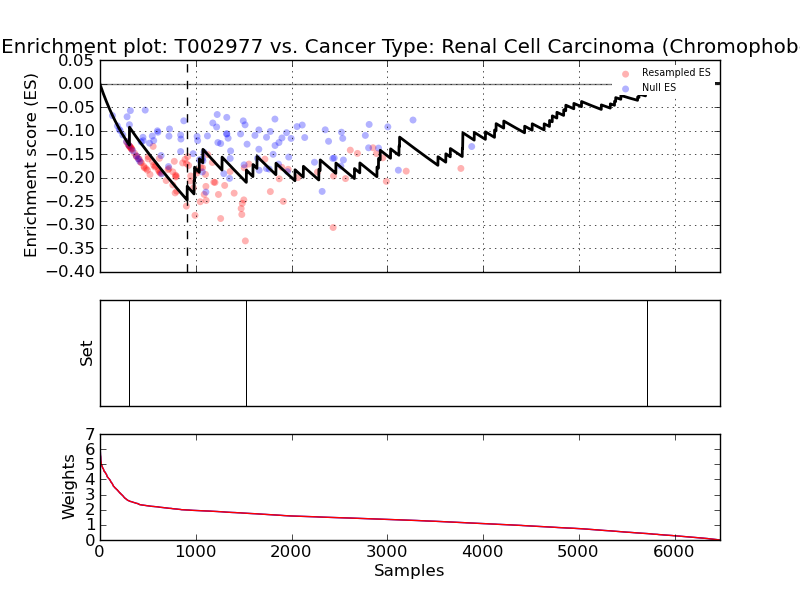 Enrichment plot: T002977 vs. Cancer Type: Renal Cell Carcinoma (Chromophob
0.05
0.00
−0.05
−0.10
−0.15
−0.20
−0.25
−0.30
−0.35
−0.40
Enrichment score (ES)
Resampled ES
Null ES
Set
7
6
5
4
3
2
1
0
Weights
0 1000 2000 3000 4000 5000 6000
Samples